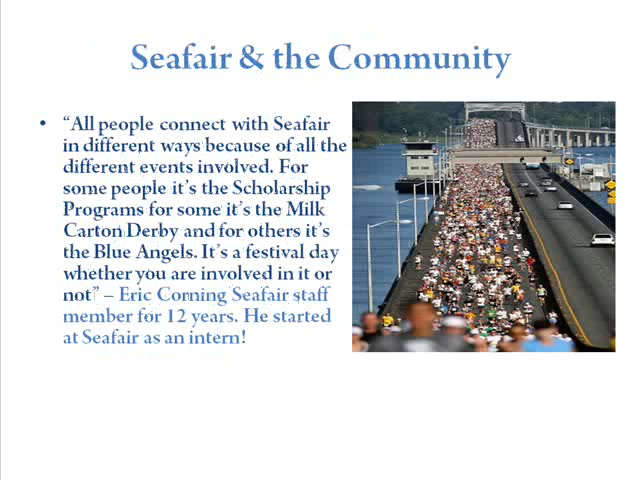 Seafair & the Community
• “All people connect with Seafair
in different ways because of all the
different events involved. For
some people it’s the Scholarship
Programs for some it’s the Milk
Carton Derby and for others it’s
the Blue Angels. It’s a festival day
whether you are involved in it or
not” – Eric Corning Seafair staff
member for 12 years. He started
at Seafair as an intern!